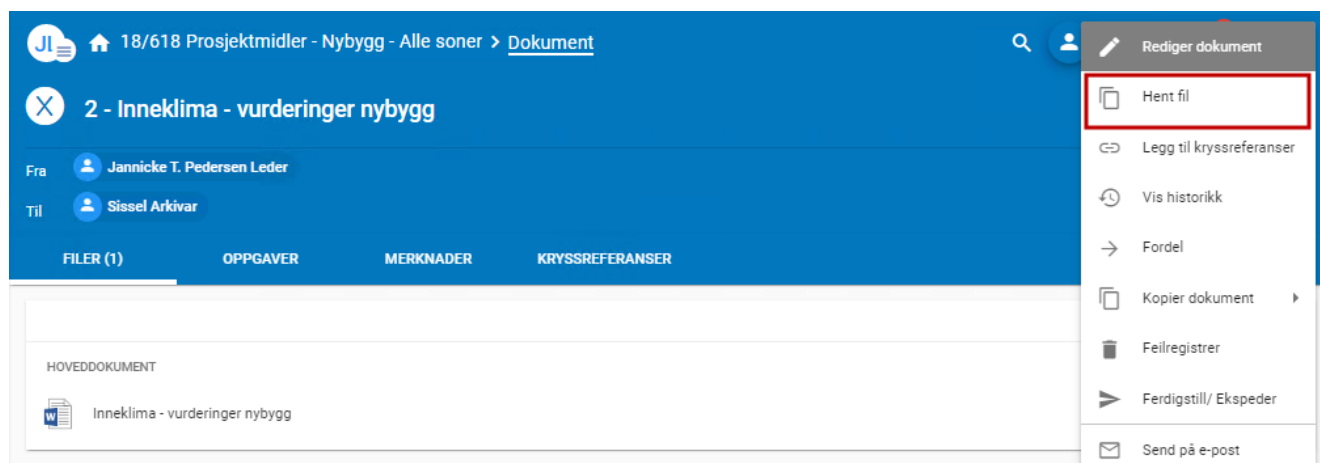 JL 18/618 Prosjektmidler - Nybygg - Alle soner > Dokument
X 2 - Inneklima - vurderinger nybygg
Fra Jannicke T. Pedersen Leder
Til Sissel Arkivar
FILER (1) OPPGAVER MERKNADER KRYSSREFERANSER
HOVEDDOKUMENT
W Inneklima - vurderinger nybygg
Rediger dokument
Hent fil
Legg til kryssreferanser
Vis historikk
Fordel
Kopier dokument
Feilregistrer
Ferdigstill/ Ekspeder
Send på e-post